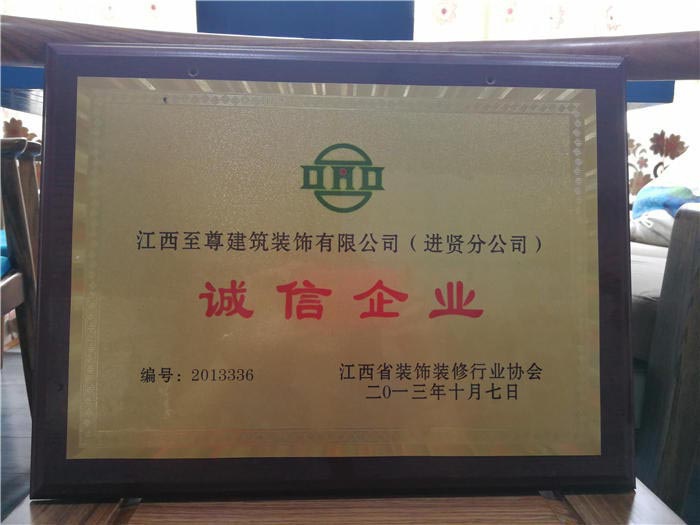 江西至尊建筑装饰有限公司（进贤分公司）
诚信企业
编号：2013336
江西省装饰装修行业协会
二O一三年十月七日